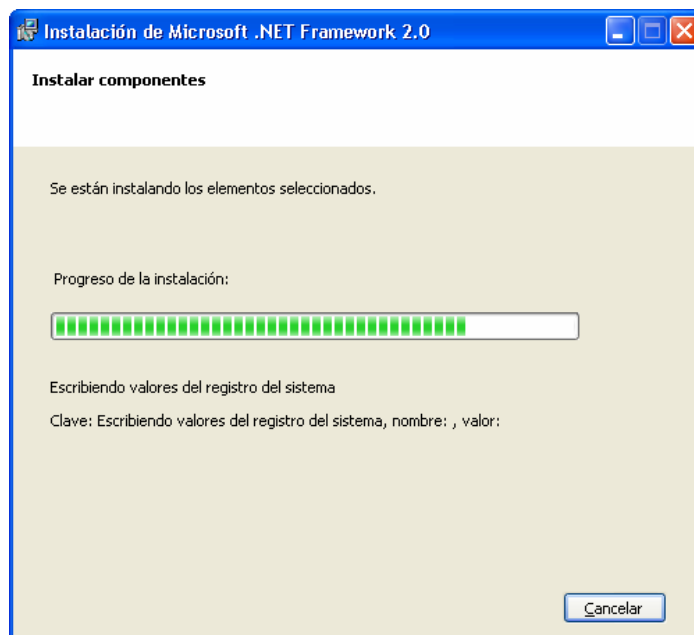 Instalación de Microsoft .NET Framework 2.0
Instalar componentes
Se están instalando los elementos seleccionados.
Progreso de la instalación:
Escribiendo valores del registro del sistema
Clave: Escribiendo valores del registro del sistema, nombre: , valor:
Cancelar